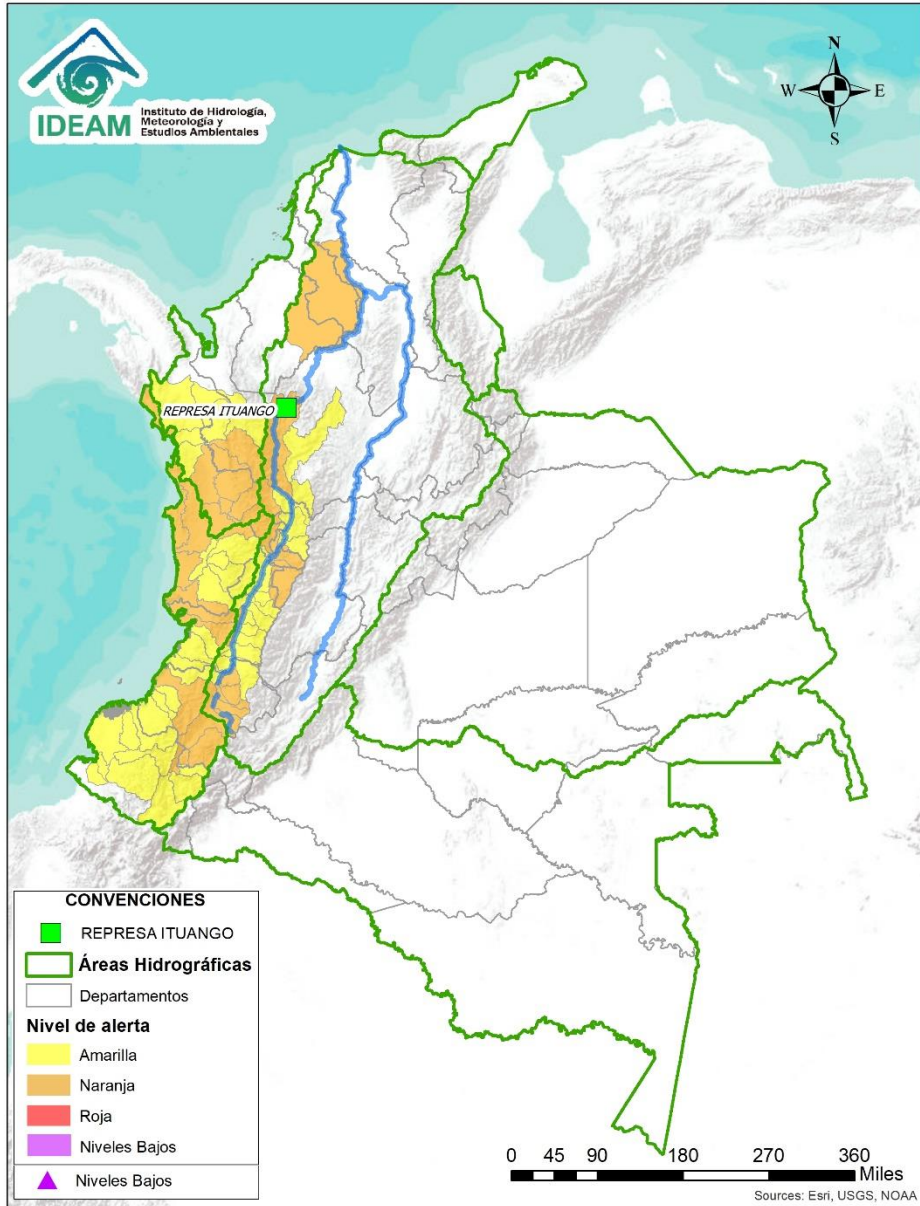 IDEAM
Instituto de Hidrología,
Meteorología y
Estudios Ambientales
N
W
E
S
REPRESA ITUANGO
CONVENCIONES
REPRESA ITUANGO
Áreas Hidrográficas
Departamentos
Nivel de alerta
Amarilla
Naranja
Roja
Niveles Bajos
Niveles Bajos
0 45 90 180 270 360
Miles
Sources: Esri, USGS, NOAA